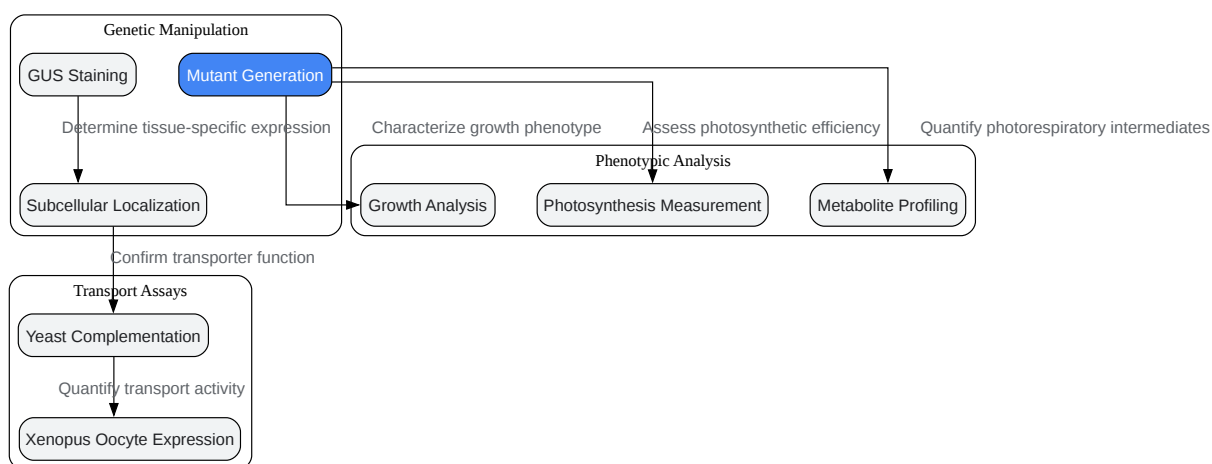 Genetic Manipulation
GUS Staining
Mutant Generation
Determine tissue-specific expression
Characterize growth phenotype
Assess photosynthetic efficiency
Quantify photorespiratory intermediates
Phenotypic Analysis
Subcellular Localization
Growth Analysis
Photosynthesis Measurement
Metabolite Profiling
Confirm transporter function
Transport Assays
Yeast Complementation
Quantify transport activity
Xenopus Oocyte Expression